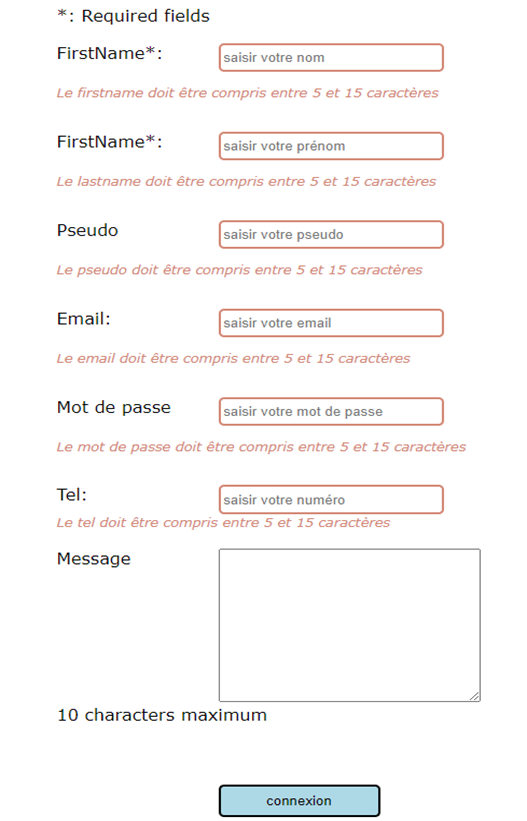 *: Required fields
FirstName*: saisir votre nom
Le firstname doit être compris entre 5 et 15 caractères
FirstName*: saisir votre prénom
Le lastname doit être compris entre 5 et 15 caractères
Pseudo saisir votre pseudo
Le pseudo doit être compris entre 5 et 15 caractères
Email: saisir votre email
Le email doit être compris entre 5 et 15 caractères
Mot de passe saisir votre mot de passe
Le mot de passe doit être compris entre 5 et 15 caractères
Tel: saisir votre numéro
Le tel doit être compris entre 5 et 15 caractères
Message
10 characters maximum
connexion